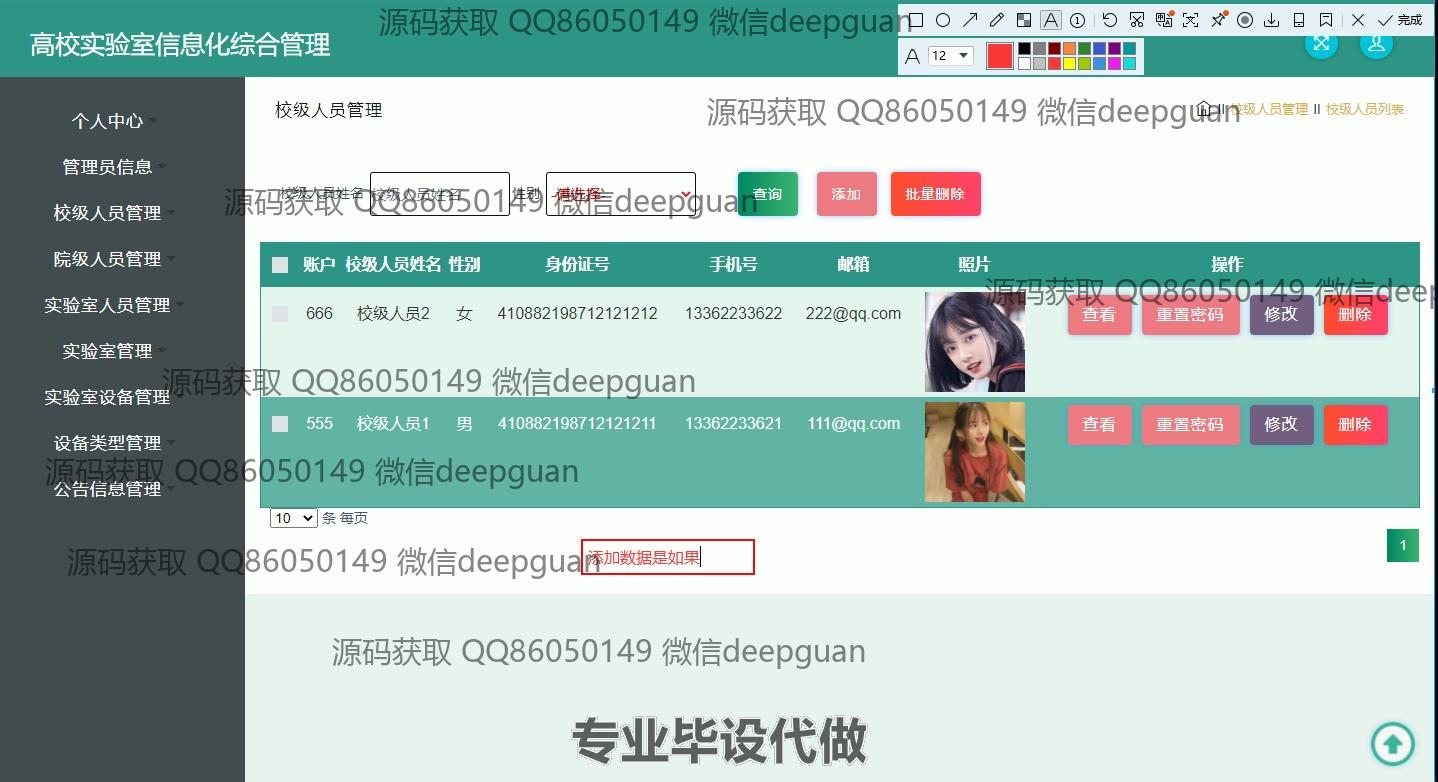 源码获取 QQ86050149 微信deepguan
完成
高校实验室信息化综合管理
A 12
校级人员管理
源码获取 QQ86050149 微信deepguan
校级人员管理 II 校级人员列表
个人中心
管理员信息
校级人员管理
院级人员管理
实验室人员管理
实验室管理
实验室设备管理
设备类型管理
公告信息管理
校级人员姓名 校级人员姓名 性别 -请选择- 查询 添加 批量删除
源码获取 QQ86050149 微信deepguan
账户 校级人员姓名 性别 身份证号 手机号 邮箱 照片 操作
源码获取 QQ86050149 微信deep
666 校级人员2 女 410882198712121212 13362233622 222@qq.com 查看 重置密码 修改 删除
源码获取 QQ86050149 微信deepguan
555 校级人员1 男 410882198712121211 13362233621 111@qq.com 查看 重置密码 修改 删除
源码获取 QQ86050149 微信deepguan
10 条 每页
1
添加数据是如果
源码获取 QQ86050149 微信deepguan
源码获取 QQ86050149 微信deepguan
专业毕设代做